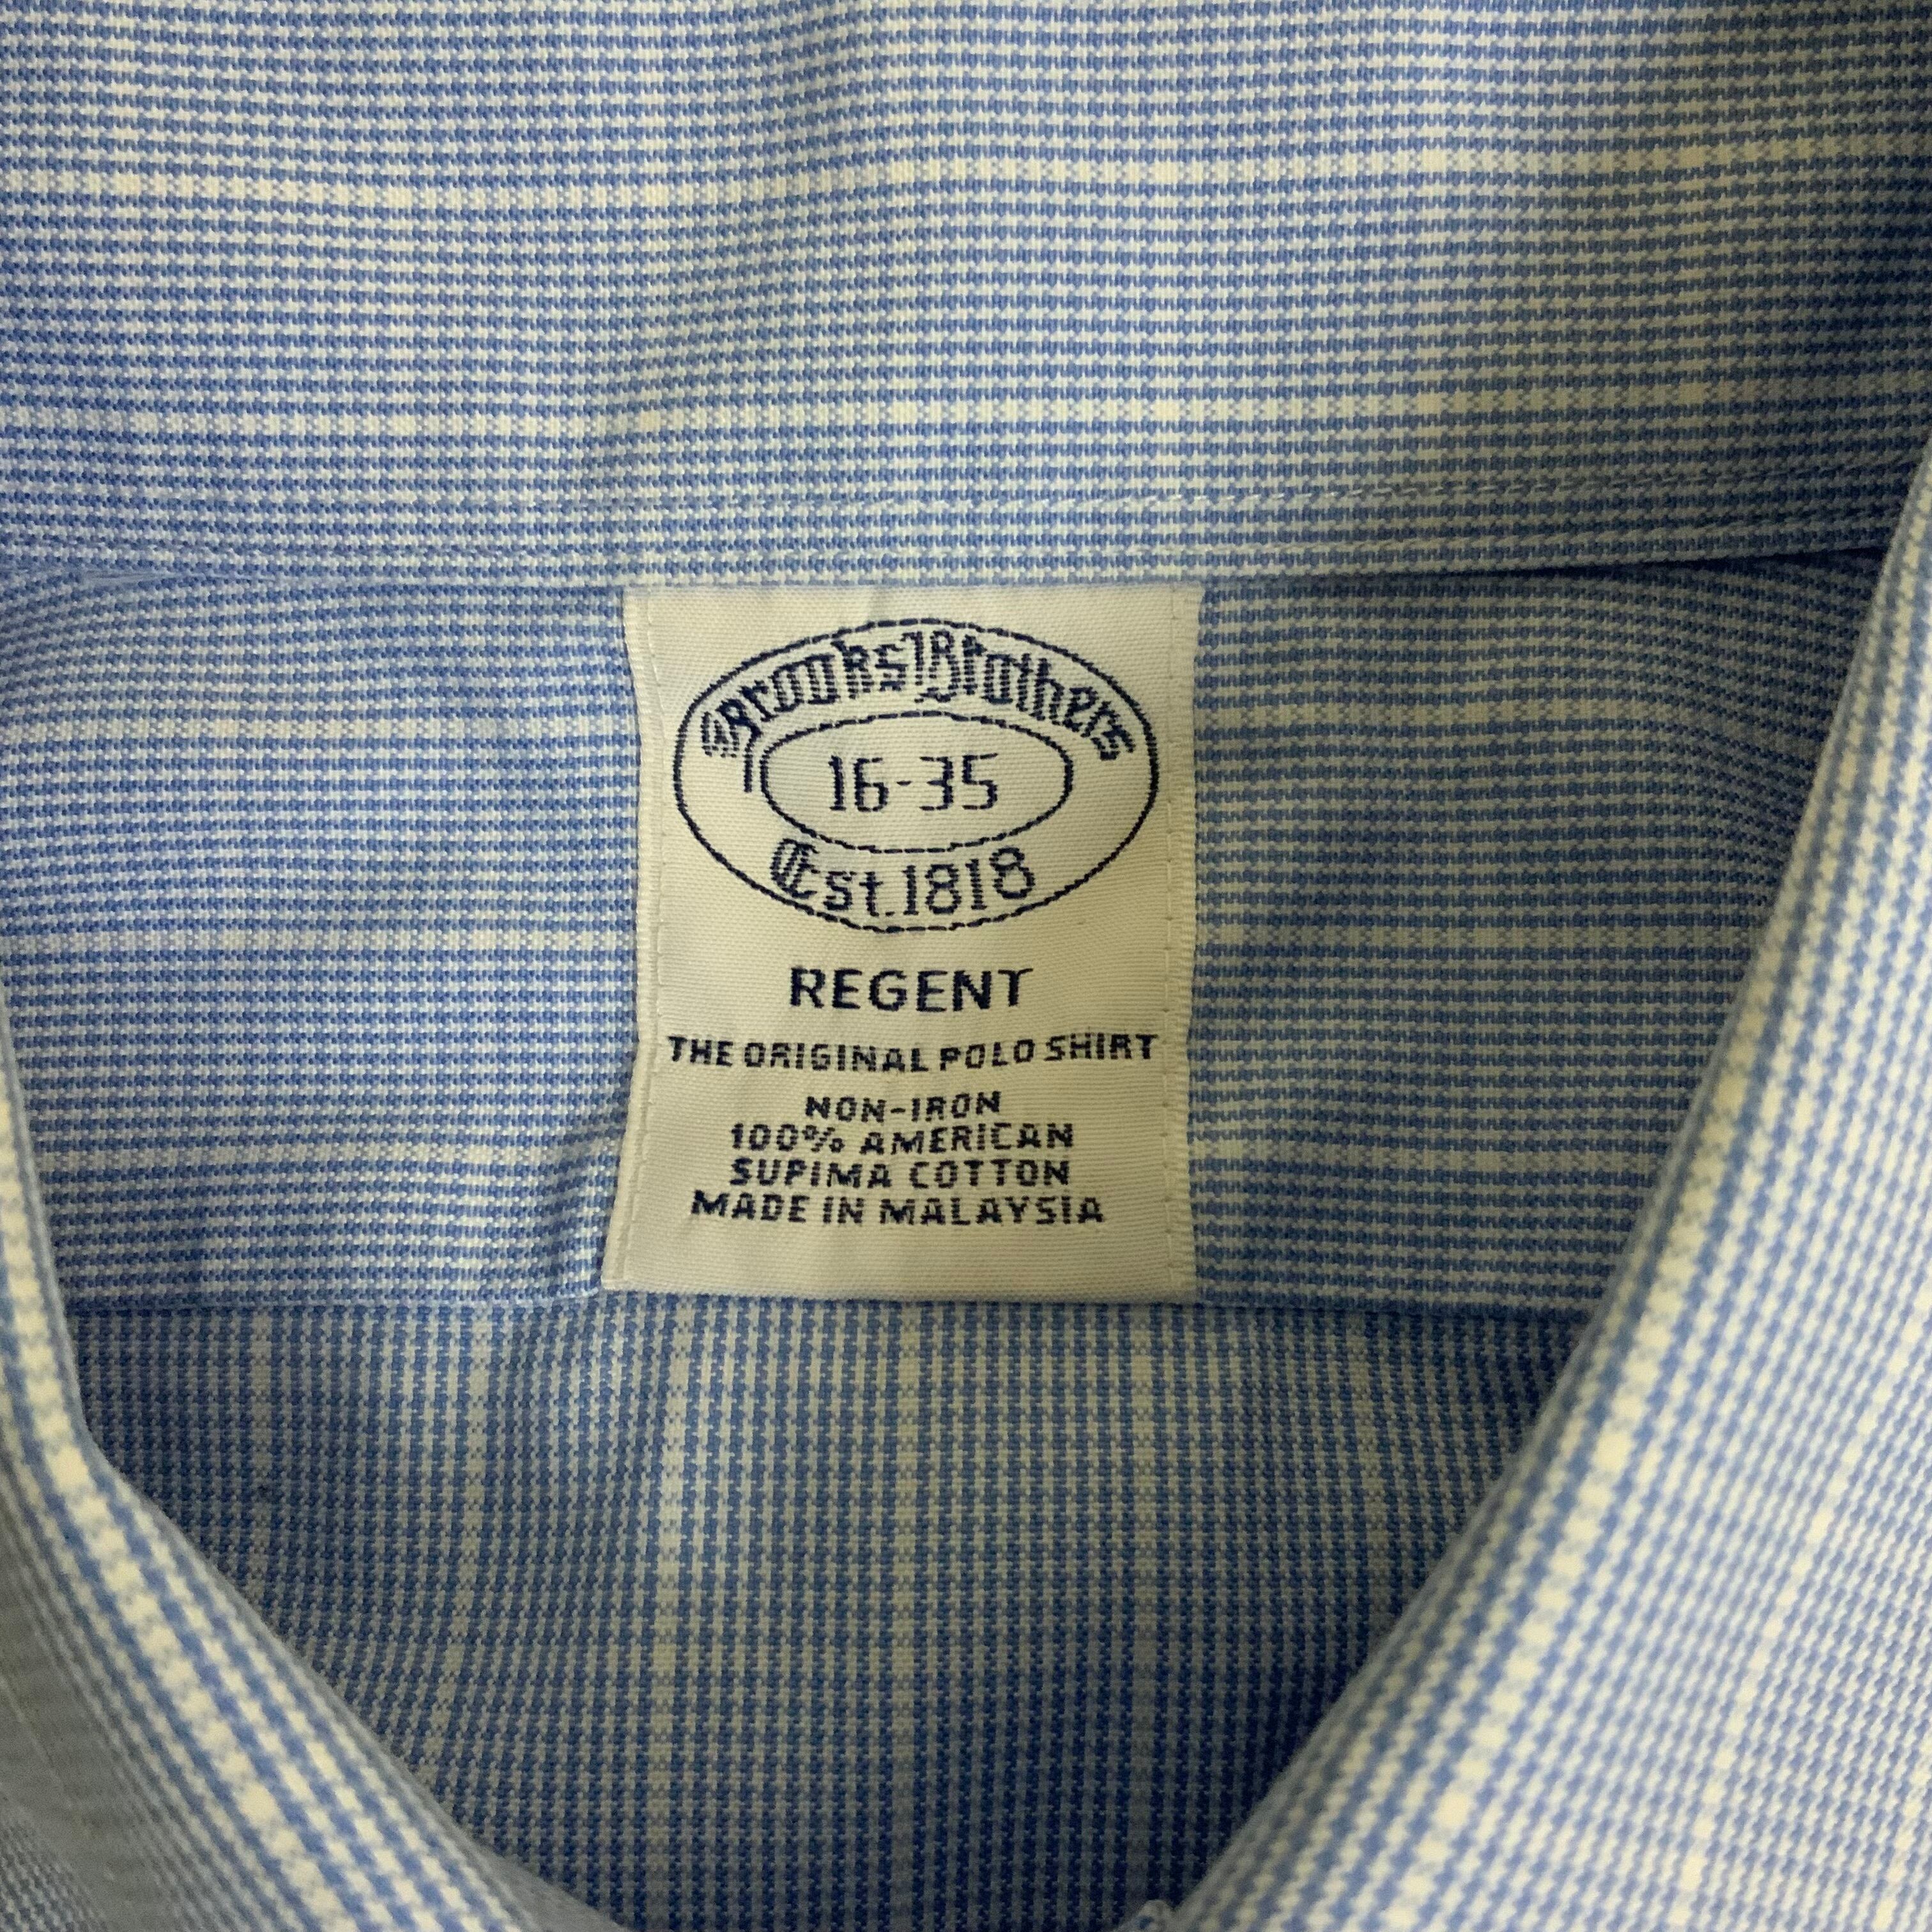 Brooks Brothers
16-35
Est. 1818
REGENT
THE ORIGINAL POLO SHIRT
NON-IRON
100% AMERICAN
SUPIMA COTTON
MADE IN MALAYSIA